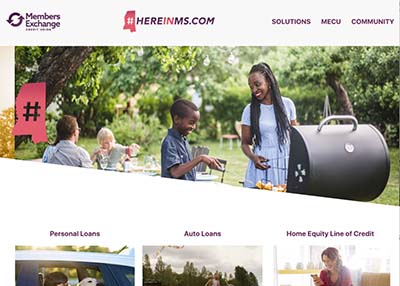 Members
Exchange
CREDIT UNION
#HEREINMS.COM
SOLUTIONS MECU COMMUNITY
#
Personal Loans Auto Loans Home Equity Line of Credit